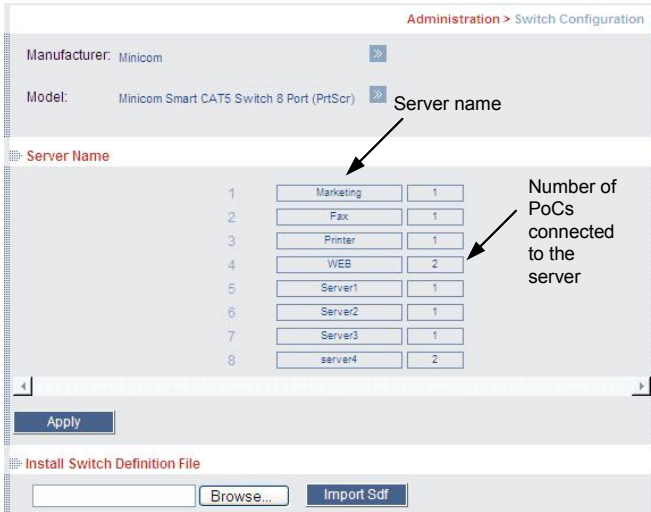 Administration > Switch Configuration
Manufacturer: Minicom
Model: Minicom Smart CAT5 Switch 8 Port (PrtScr)
Server name
Server Name
1 Marketing 1
2 Fax 1
3 Printer 1
4 WEB 2
5 Server1 1
6 Server2 1
7 Server3 1
8 server4 2
Number of
PoCs
connected
to the
server
Apply
Install Switch Definition File
Browse... Import Sdf